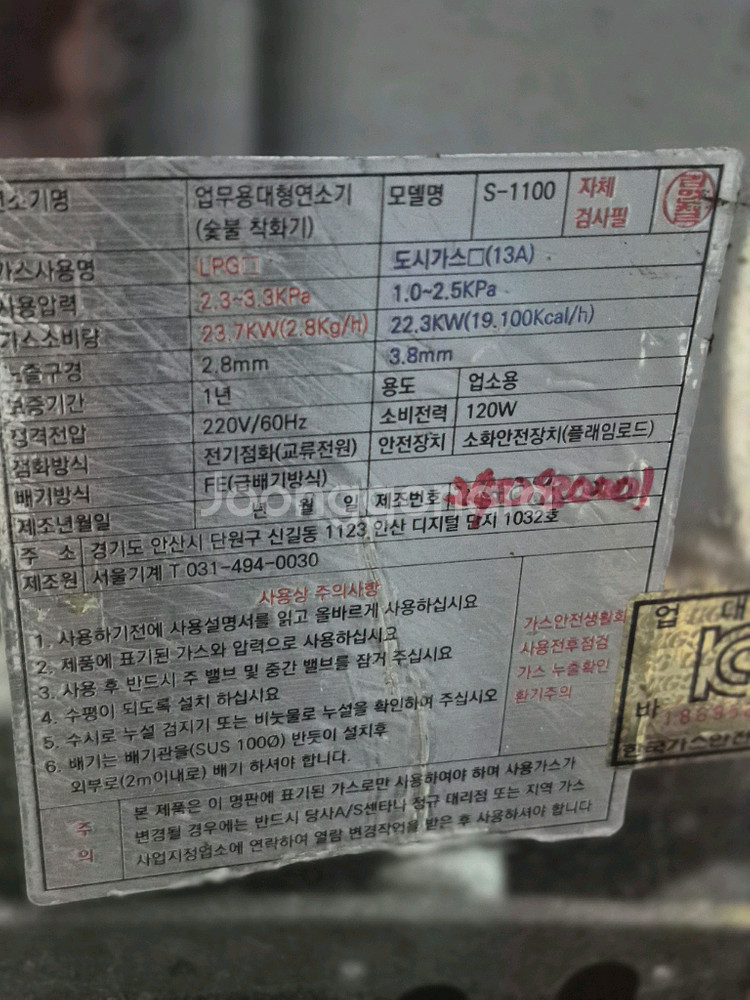 소기명 업무용대형연소기 (숯불 착화기) 모델명 S-1100 자체 검사필
가스사용명 LPG 도시가스□(13A)
사용압력 2.3~3.3KPa 1.0~2.5KPa
가스소비량 23.7KW(2.8Kg/H) 22.3KW(19.100Kcal/h)
노즐구경 2.8mm 3.8mm
보증기간 1년 용도 업소용
정격전압 220V/60Hz 소비전력 120W
점화방식 전기점화(교류전원) 안전장치 소화안전장치(플래임로드)
배기방식 FE(급배기방식)
제조년월일 년 월 일 제조번호
주 소 경기도 안산시 단원구 신길동 1123 안산 디지털 단지 1032호
제조원 서울기계 T 031-494-0030
사용상 주의사항
1. 사용하기전에 사용설명서를 읽고 올바르게 사용하십시요
2. 제품에 표기된 가스와 압력으로 사용하십시요
3. 사용 후 반드시 주 밸브 및 중간 밸브를 잠거 주십시요
4. 수평이 되도록 설치 하십시요
5. 수시로 누설 검지기 또는 비눗물로 누설을 확인하며 주십시오
6. 배기는 배기관을(SUS 100Ø) 반듯이 설치후
외부로(2m이내로) 배기 하셔야 합니다.
가스안전생활화
사용전후점검
가스 누출확인
환기주의
주의
본 제품은 이 명판에 표기된 가스로만 사용하여야 하며 사용가스가
변경될 경우에는 반드시 당사A/S센타나 정규 대리점 또는 지역 가스
사업지정업소에 연락하여 열람 변경작업을 받은 후 사용하셔야 합니다
업 대
바
한국가스안전